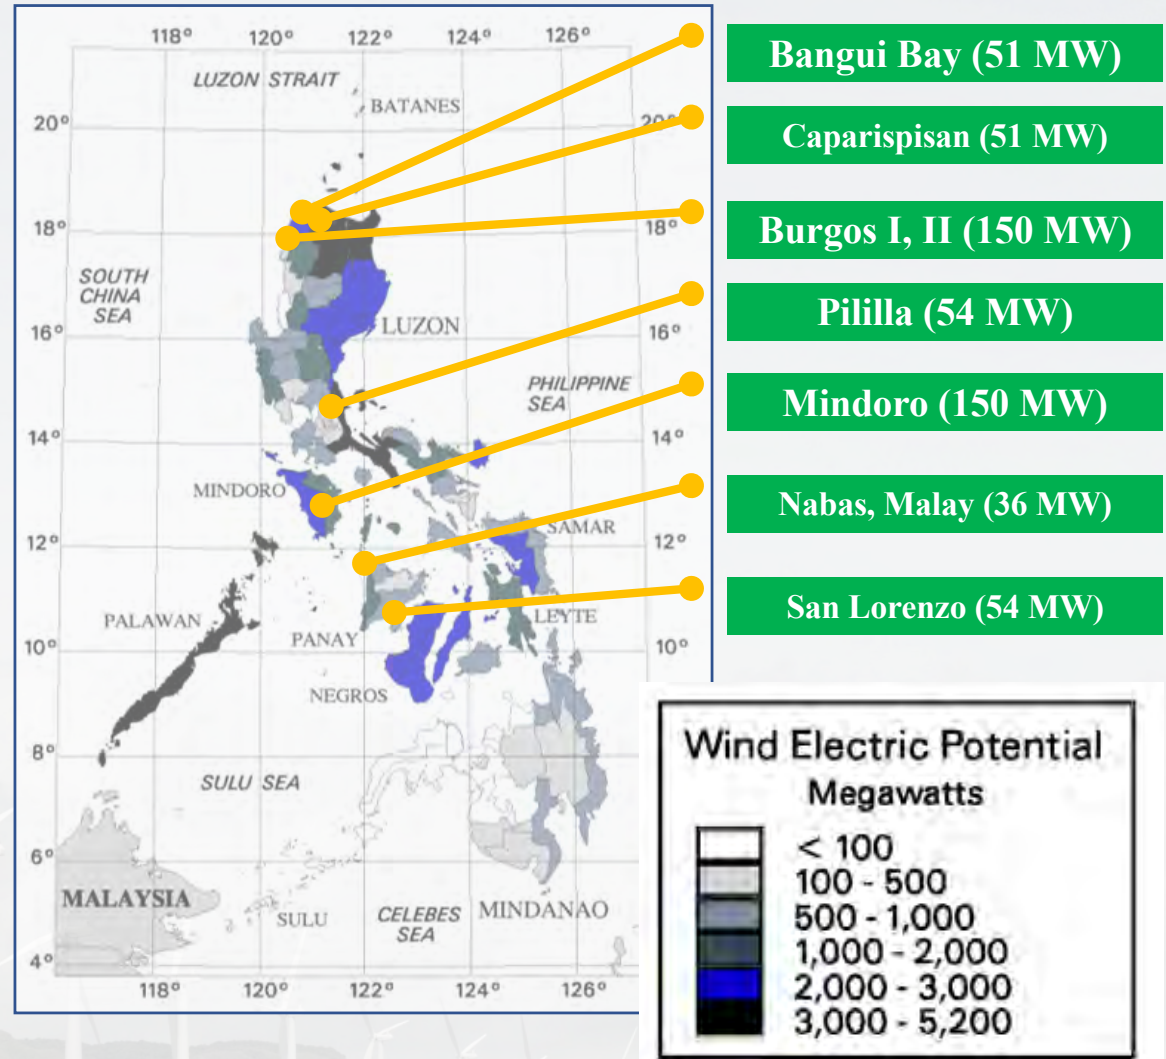 118° 120° 122° 124° 126°
LUZON STRAIT
BATANES
20° 20°
18° 18°
SOUTH
CHINA
SEA
LUZON
16° 16°
PHILIPPINE
SEA
14° 14°
MINDORO
SAMAR
12° 12°
PALAWAN
LEYTE
PANAY
10° 10°
NEGROS
8°
SULU SEA
6°
MALAYSIA
SULU
CELEBES
SEA
MINDANAO
4°
118° 120° 122° 124° 126°
Bangui Bay (51 MW)
Caparispisan (51 MW)
Burgos I, II (150 MW)
Pililla (54 MW)
Mindoro (150 MW)
Nabas, Malay (36 MW)
San Lorenzo (54 MW)
Wind Electric Potential
Megawatts
< 100
100 - 500
500 - 1,000
1,000 - 2,000
2,000 - 3,000
3,000 - 5,200